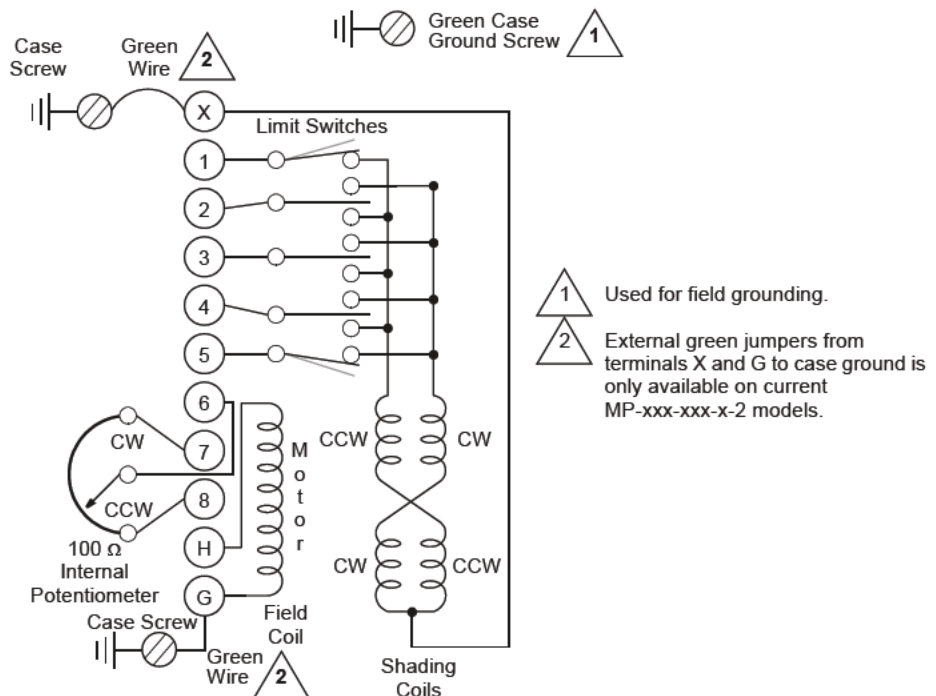 Green Case
Ground Screw
1
Case
Screw
Green
Wire
2
X
Limit Switches
1
2
3
4
5
6
7
8
H
G
CW
CCW
100 Ω
Internal
Potentiometer
Motor
Field
Coil
CCW
CW
CW
CCW
Shading
Coils
Case Screw
Green
Wire
2
1
Used for field grounding.
2
External green jumpers from
terminals X and G to case ground is
only available on current
MP-xxx-xxx-x-2 models.